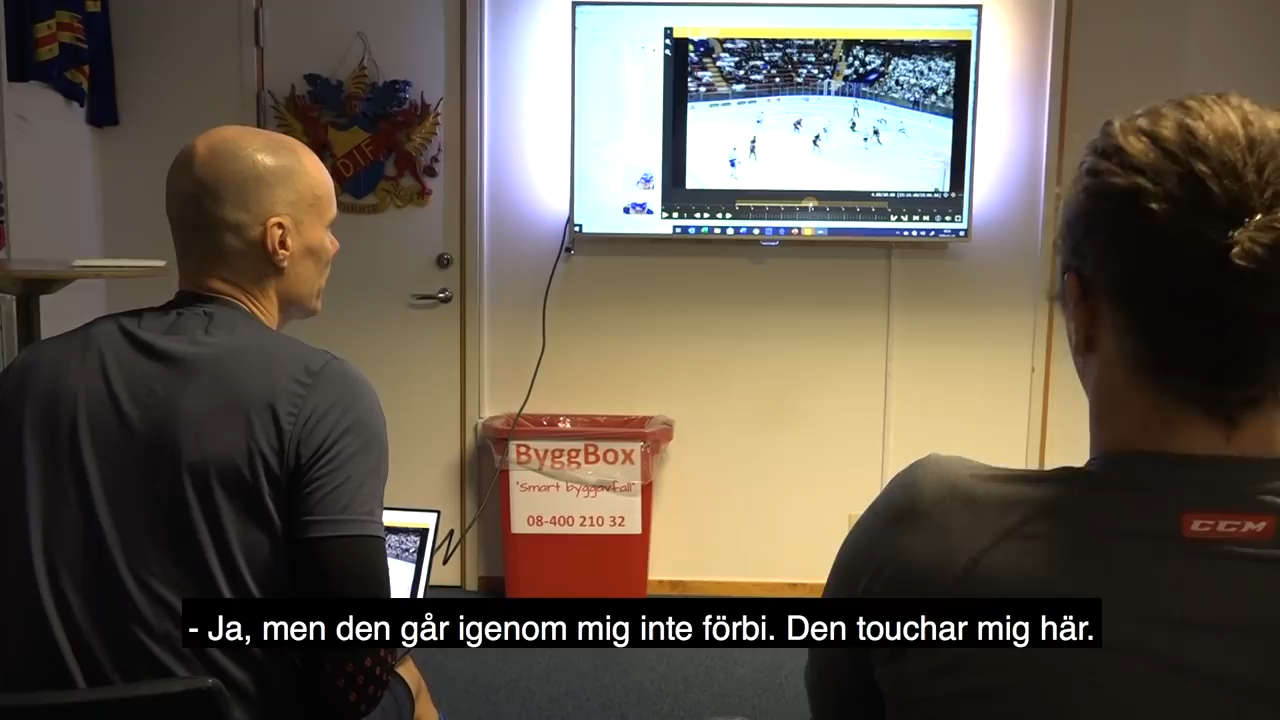 D.I.F
ByggBox
"Smart byggavfall"
08-400 210 32
CCM
- Ja, men den går igenom mig inte förbi. Den touchar mig här.